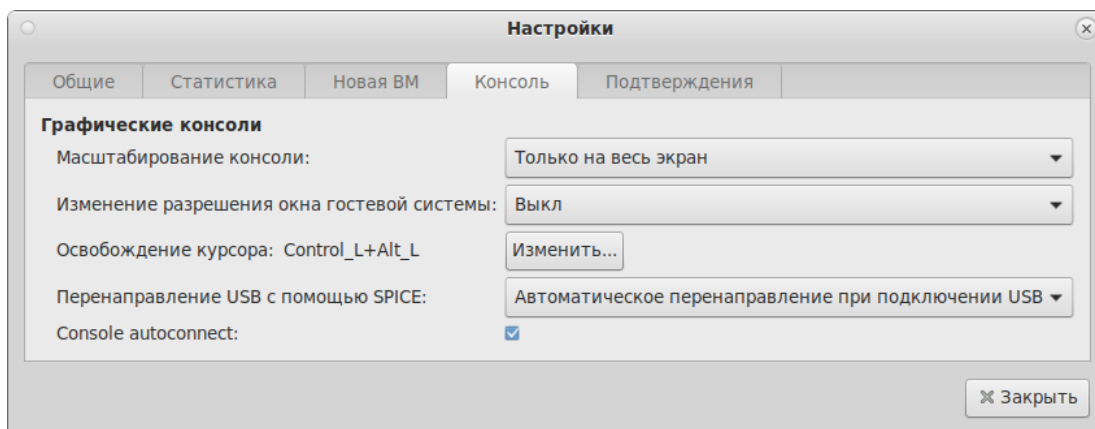 Настройки
Общие Статистика Новая ВМ Консоль Подтверждения
Графические консоли
Масштабирование консоли: Только на весь экран
Изменение разрешения окна гостевой системы: Выкл
Освобождение курсора: Control_L+Alt_L Изменить...
Перенаправление USB с помощью SPICE: Автоматическое перенаправление при подключении USB
Console autoconnect:
Закрыть